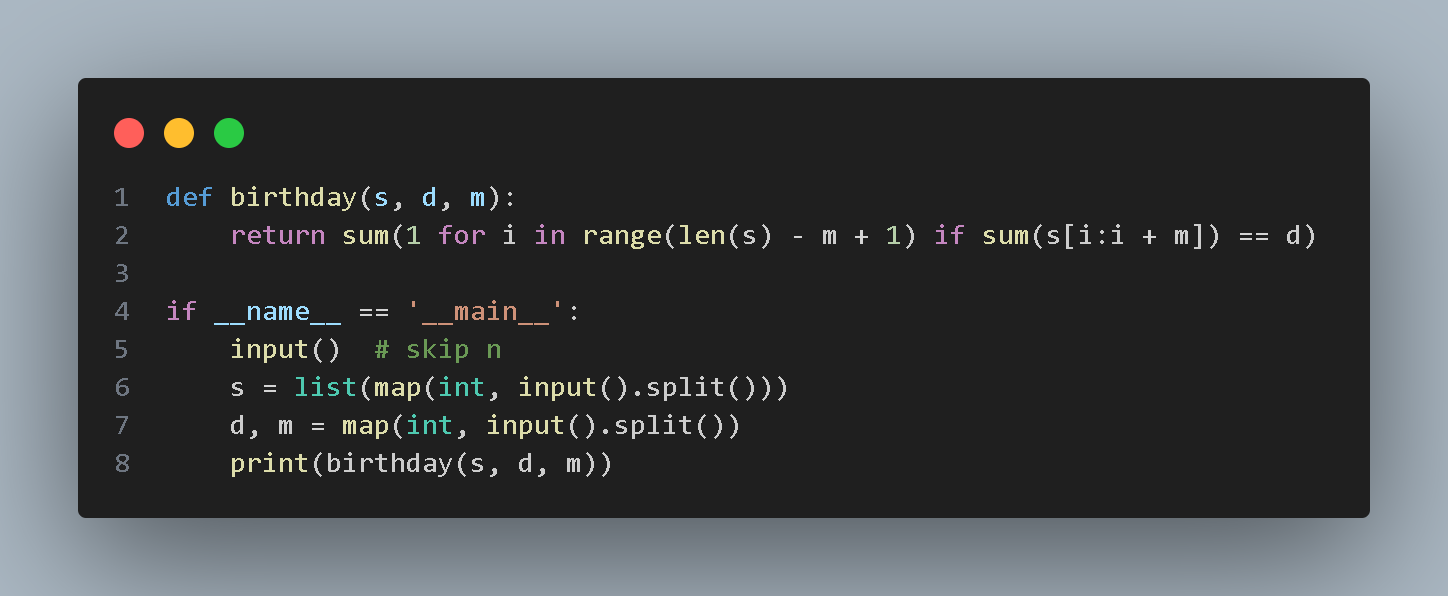 1 def birthday(s, d, m):
2     return sum(1 for i in range(len(s) - m + 1) if sum(s[i:i + m]) == d)
3
4 if __name__ == '__main__':
5     input()  # skip n
6     s = list(map(int, input().split()))
7     d, m = map(int, input().split())
8     print(birthday(s, d, m))